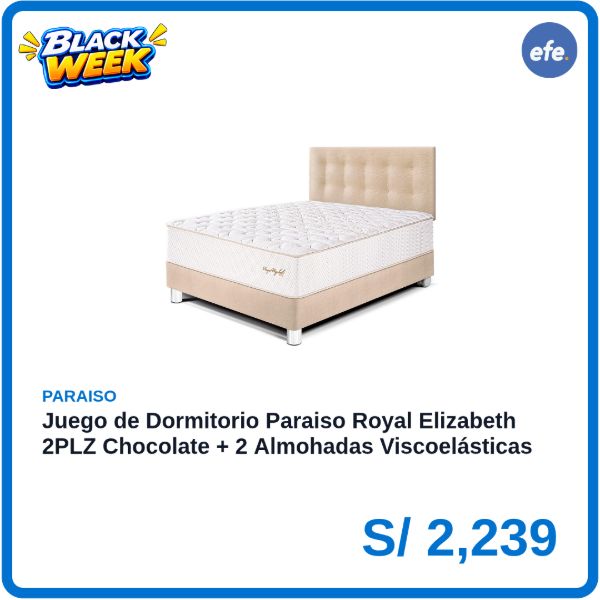 BLACK
WEEK
efe.
PARAISO
Juego de Dormitorio Paraiso Royal Elizabeth
2PLZ Chocolate + 2 Almohadas Viscoelásticas
S/ 2,239